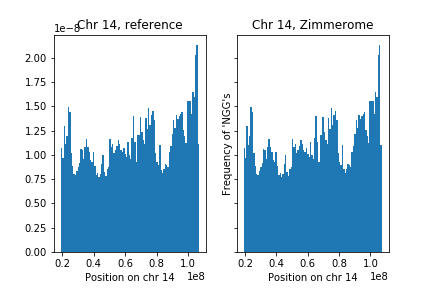 Chr 14, reference
1e−8
2.00
1.75
1.50
1.25
1.00
0.75
0.50
0.25
0.00
0.2 0.4 0.6 0.8 1.0
1e8
Position on chr 14
Chr 14, Zimmerome
Frequency of 'NGG's
0.2 0.4 0.6 0.8 1.0
1e8
Position on chr 14